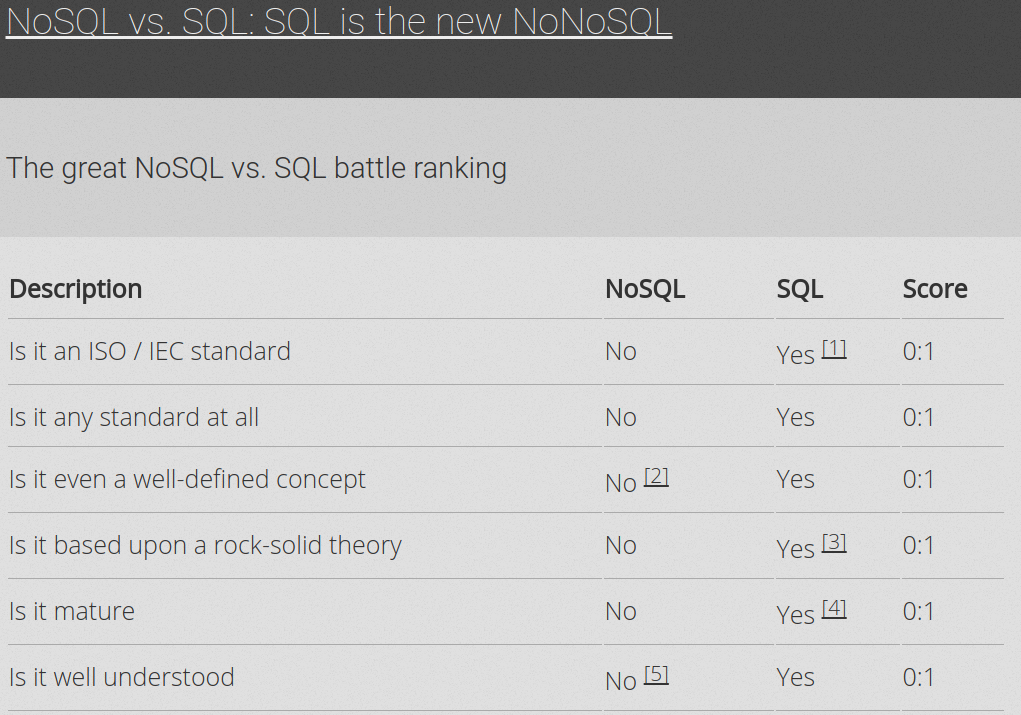 NoSQL vs. SQL: SQL is the new NoNoSQL
The great NoSQL vs. SQL battle ranking
Description NoSQL SQL Score
Is it an ISO / IEC standard No Yes [1] 0:1
Is it any standard at all No Yes 0:1
Is it even a well-defined concept No [2] Yes 0:1
Is it based upon a rock-solid theory No Yes [3] 0:1
Is it mature No Yes [4] 0:1
Is it well understood No [5] Yes 0:1